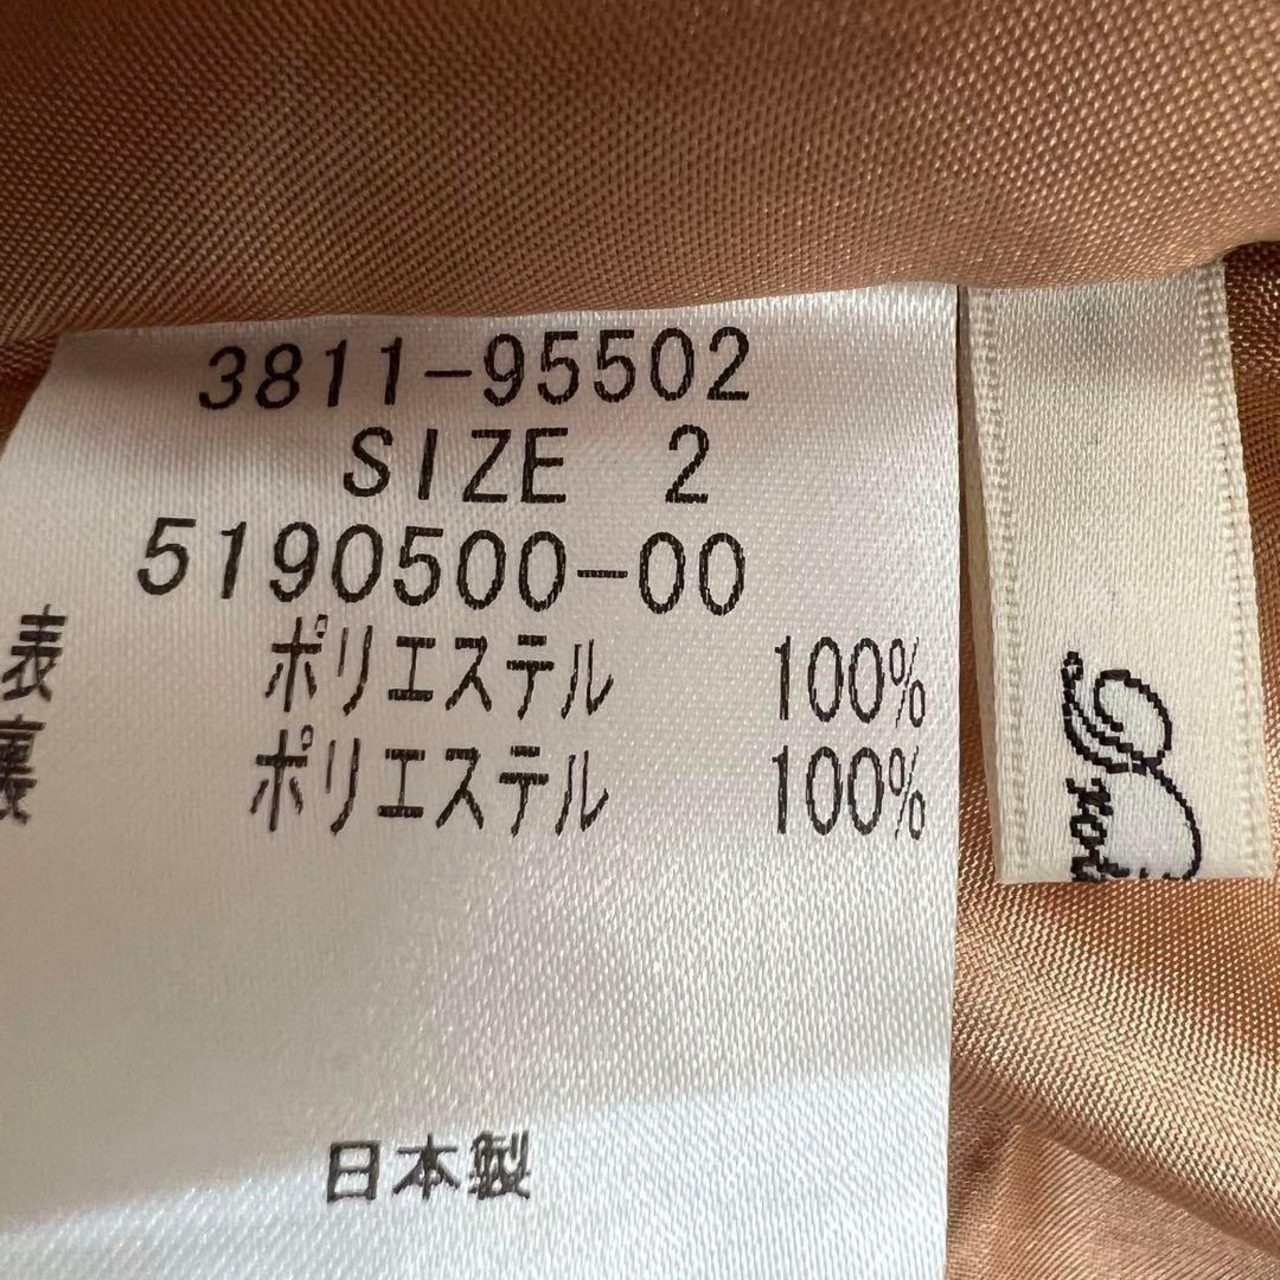 3811-95502
SIZE 2
5190500-00
表 ポリエステル 100%
裏 ポリエステル 100%
日本製